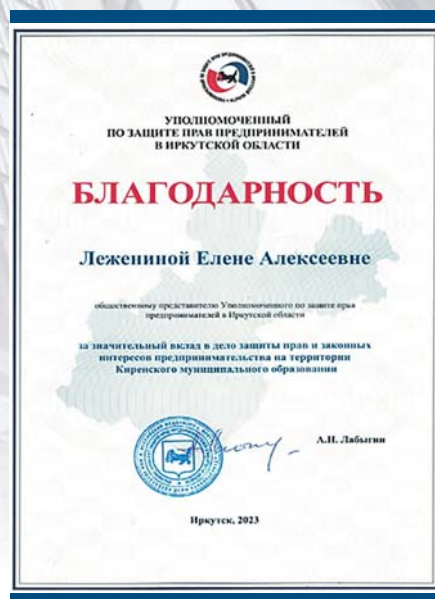 УПОЛНОМОЧЕННЫЙ
ПО ЗАЩИТЕ ПРАВ ПРЕДПРИНИМАТЕЛЕЙ
В ИРКУТСКОЙ ОБЛАСТИ
БЛАГОДАРНОСТЬ
Лежениной Елене Алексеевне
общественному представителю Уполномоченного по защите прав
предпринимателей в Иркутской области
за значительный вклад в дело защиты прав и законных
интересов предпринимательства на территории
Киренского муниципального образования
А.И. Лабыгин
Иркутск, 2023